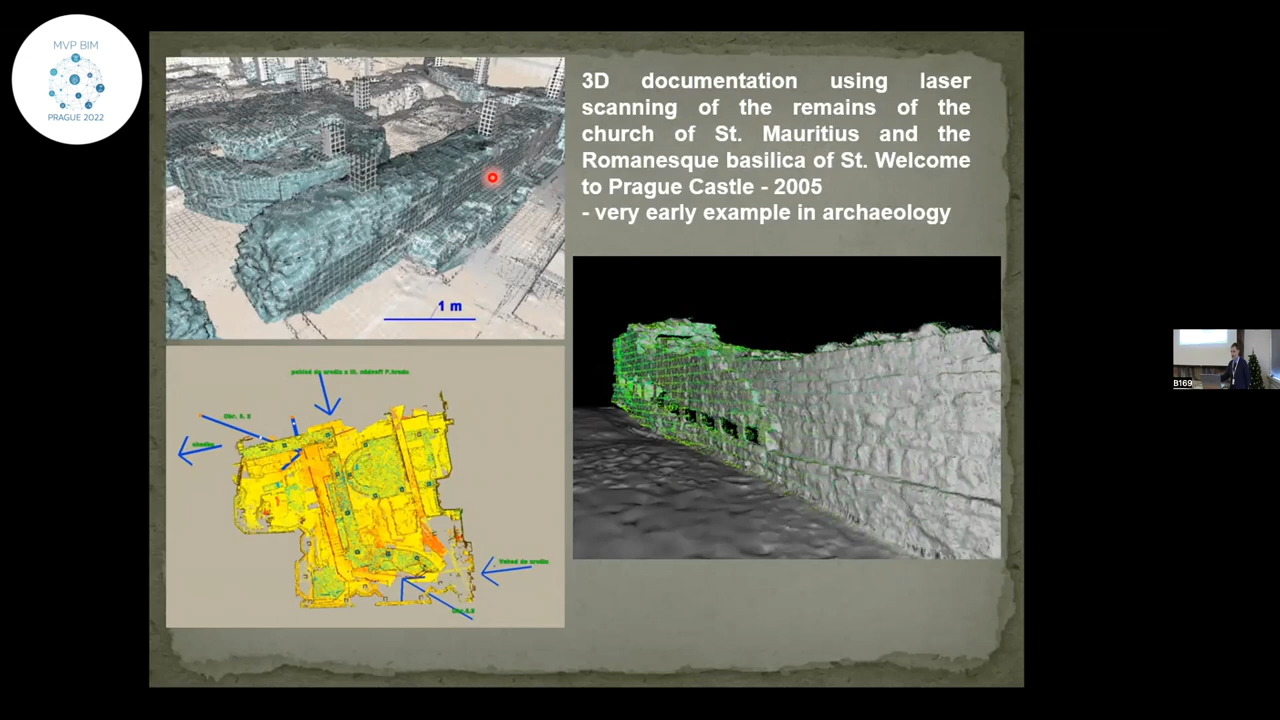 MVP BIM
PRAGUE 2022
3D documentation using laser
scanning of the remains of the
church of St. Mauritius and the
Romanesque basilica of St. Welcome
to Prague Castle - 2005
- very early example in archaeology
1 m
B169